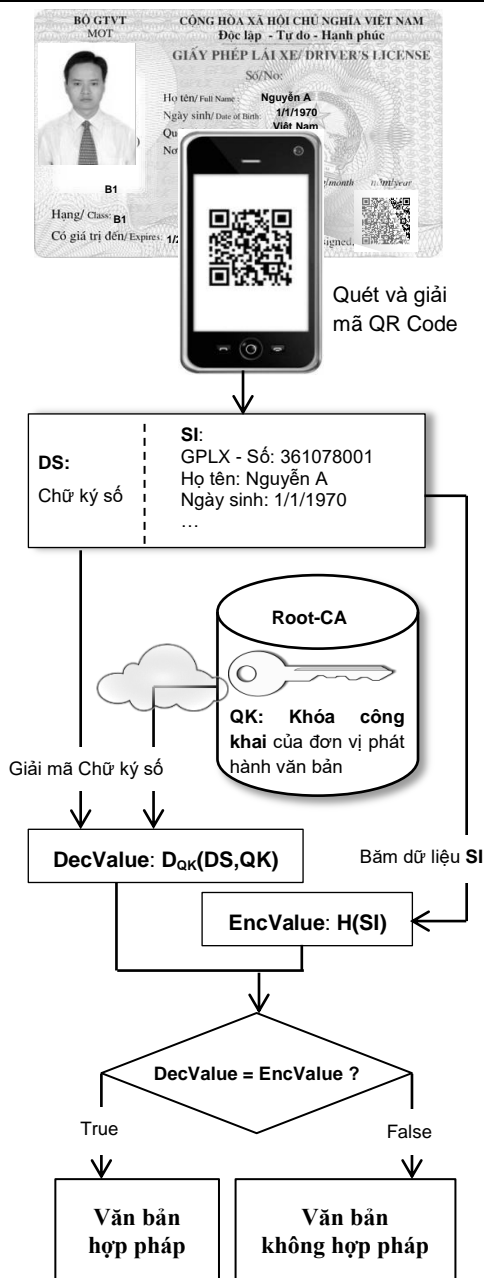 BỘ GTVT
MOT
CỘNG HÒA XÃ HỘI CHỦ NGHĨA VIỆT NAM
Độc lập - Tự do - Hạnh phúc
GIẤY PHÉP LÁI XE/ DRIVER'S LICENSE
Số/No:
Họ tên/ Full Name: Nguyễn A
Ngày sinh/ Date of Birth: 1/1/1970
Việt Nam
B1
/month năm/year
Hạng/ Class: B1
Có giá trị đến/ Expires:
Quét và giải
mã QR Code
DS:
Chữ ký số
SI:
GPLX - Số: 361078001
Họ tên: Nguyễn A
Ngày sinh: 1/1/1970
…
Root-CA
QK: Khóa công
khai của đơn vị phát
hành văn bản
Giải mã Chữ ký số
DecValue: DQK(DS,QK)
Băm dữ liệu SI
EncValue: H(SI)
DecValue = EncValue ?
True
False
Văn bản
hợp pháp
Văn bản
không hợp pháp